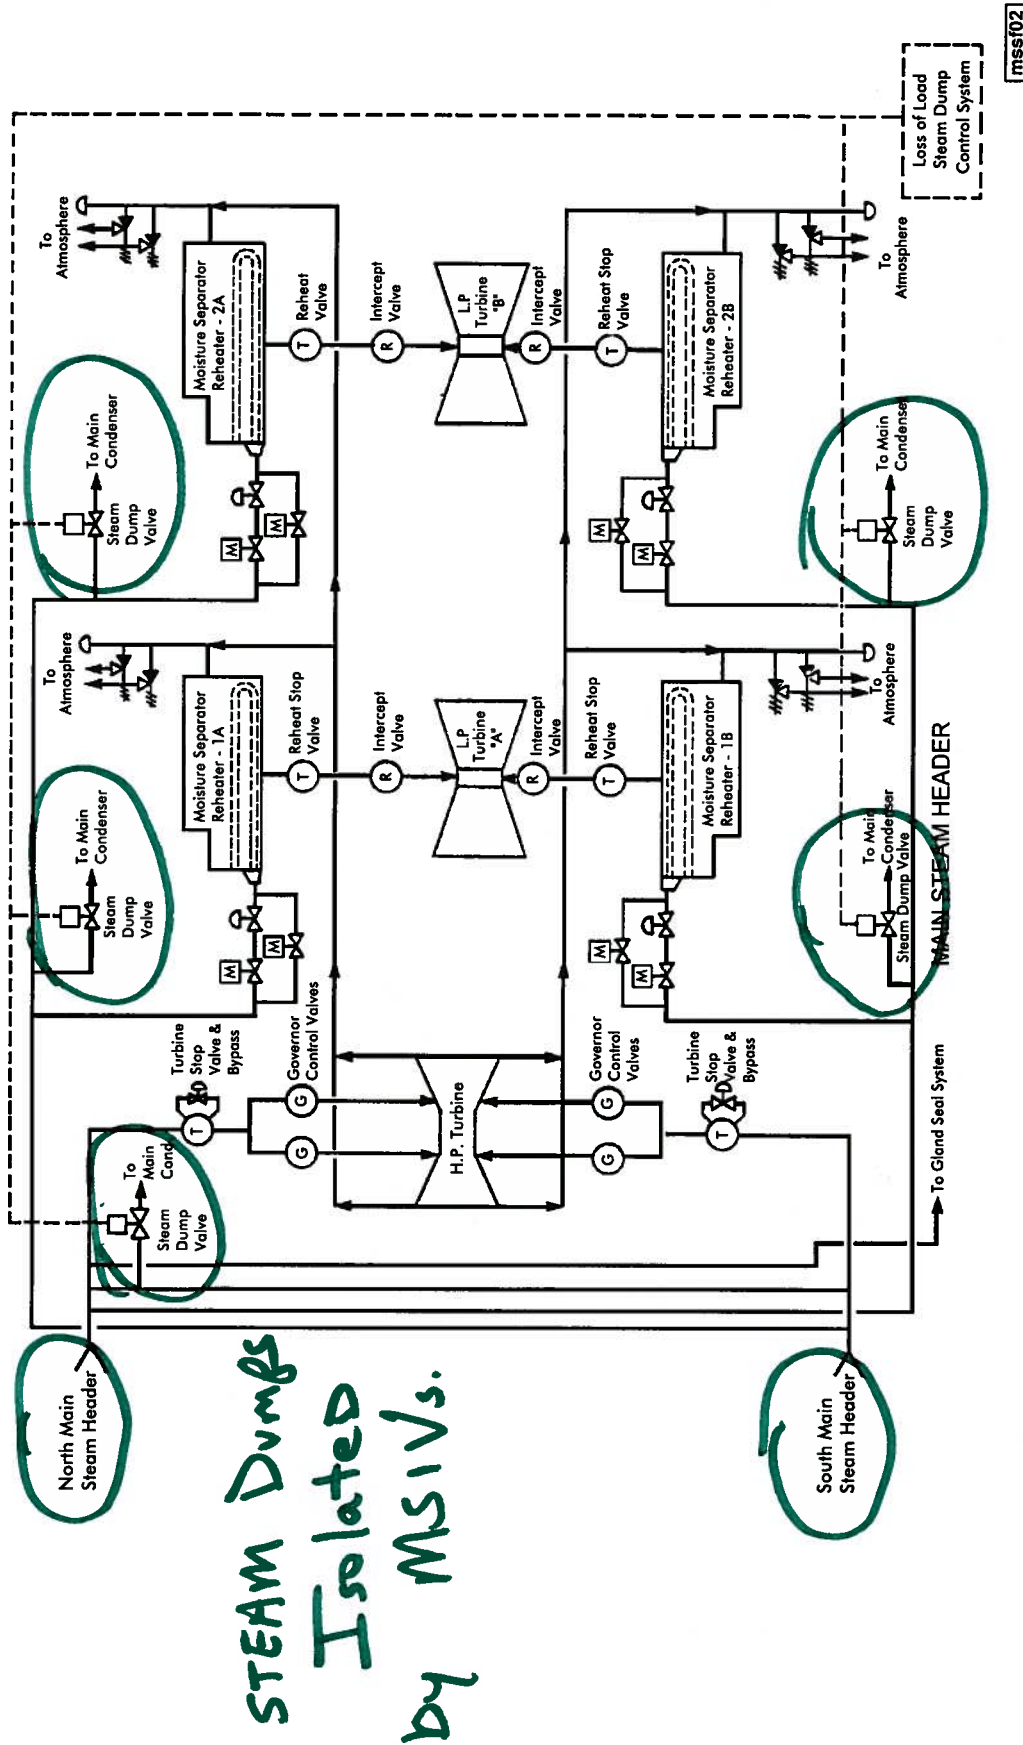 North Main
Steam Header
To
Main
Cond
Steam
Dump
Valve
Turbine
Stop
Valve &
Bypass
T
To Main
Condenser
Steam
Dump
Valve
To
Atmosphere
To Main
Condenser
Steam
Dump
Valve
To
Atmosphere
Moisture Separator
Reheater - 1A
M
M
Moisture Separator
Reheater - 2A
M
M
STEAM Dumps
Isolated
by MSIVs.
Governor
Control Valves
G
G
T
Reheat Stop
Valve
R
Intercept
Valve
T
Reheat
Valve
R
Intercept
Valve
H.P. Turbine
L.P
Turbine
"A"
L.P
Turbine
"B"
R
Intercept
Valve
T
Reheat Stop
Valve
R
Intercept
Valve
T
Reheat Stop
Valve
G
G
Governor
Control
Valves
M
M
Moisture Separator
Reheater - 1B
M
M
Moisture Separator
Reheater - 2B
T
Turbine
Stop
Valve &
Bypass
South Main
Steam Header
To Main
Condenser
Steam Dump Valve
To
Atmosphere
To Main
Condenser
Steam
Dump
Valve
To
Atmosphere
To Gland Seal System
MAIN STEAM HEADER
Loss of Load
Steam Dump
Control System
mssf02